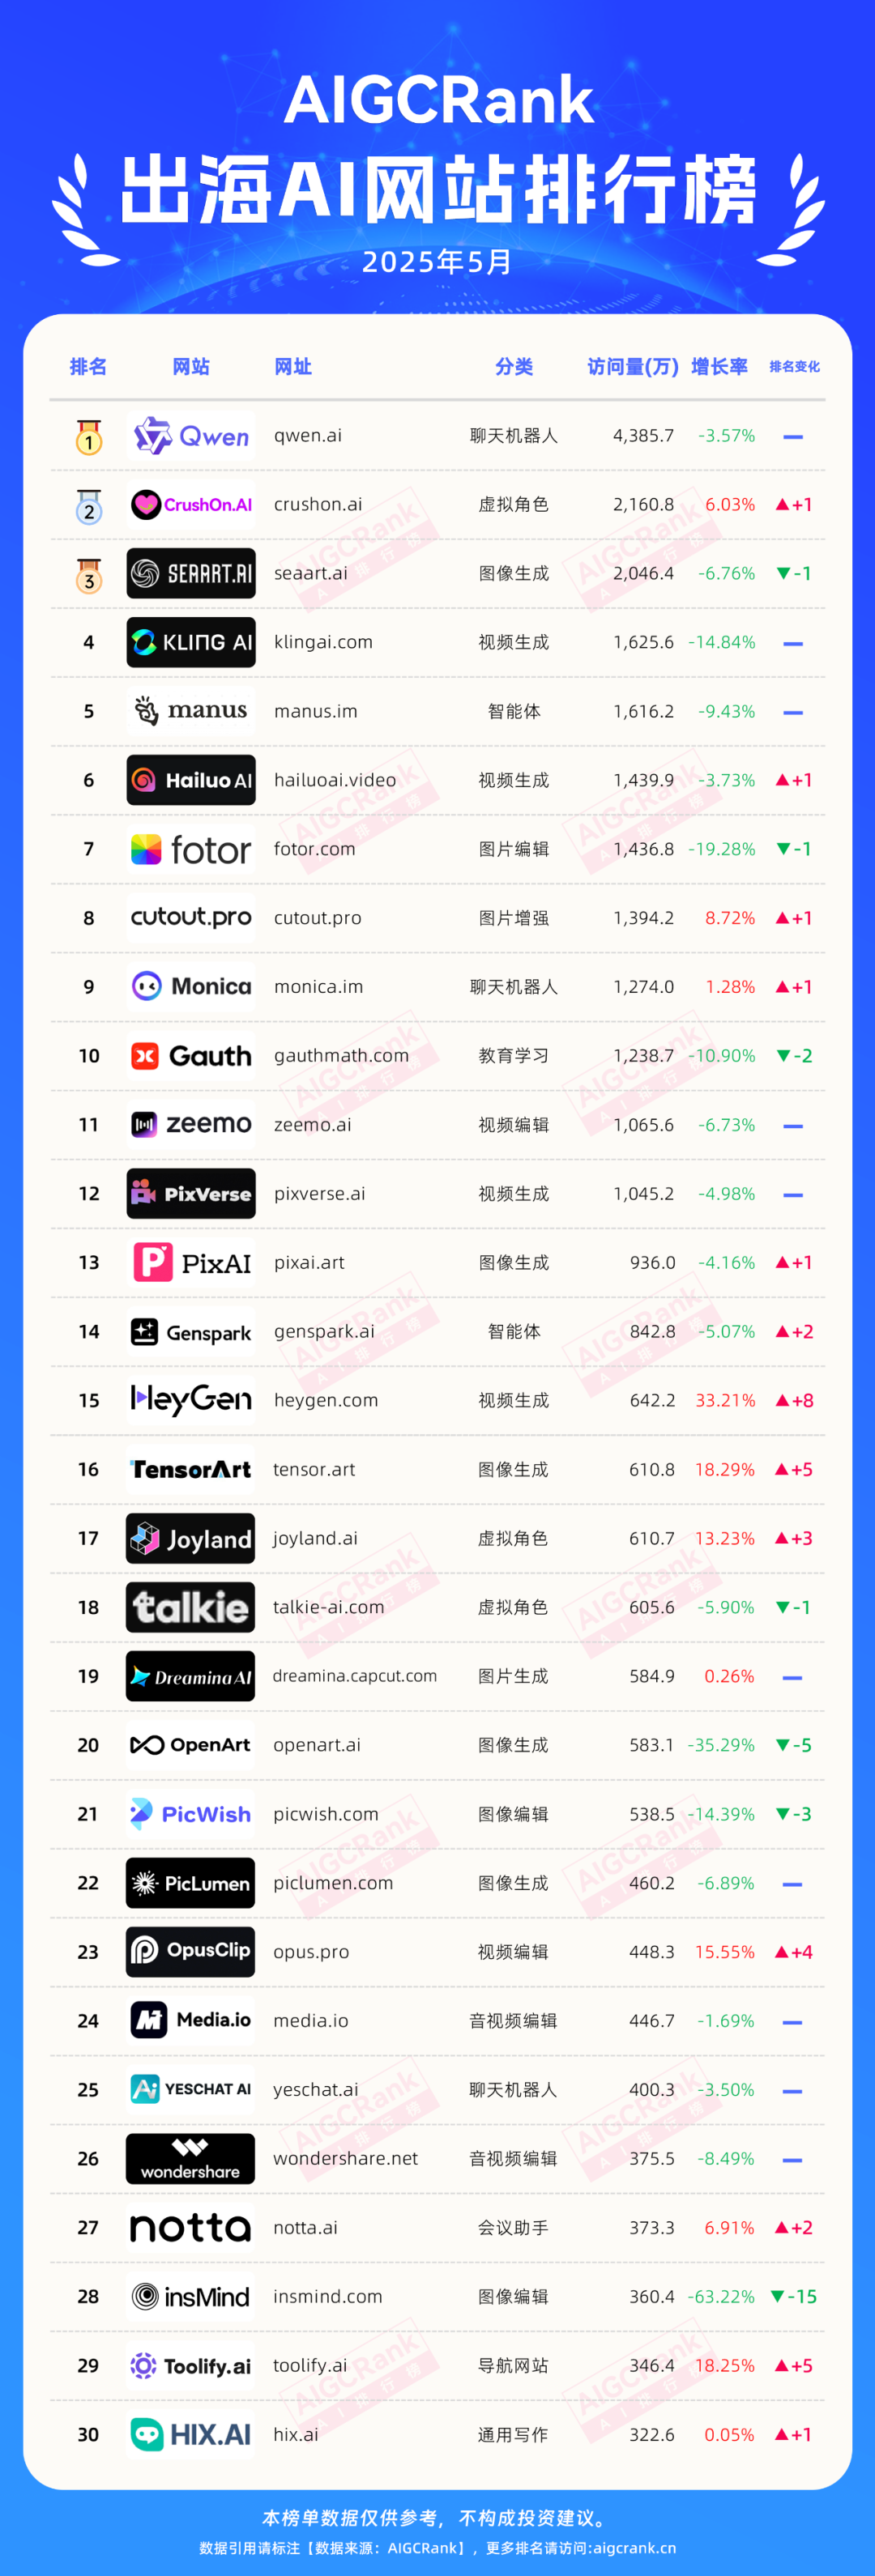 AIGCRank
出海AI网站排行榜
2025年5月
排名 网站 网址 分类 访问量(万) 增长率 排名变化
1 Qwen qwen.ai 聊天机器人 4,385.7 -3.57% —
2 CrushOn.AI crushon.ai 虚拟角色 2,160.8 6.03% ▲+1
3 SEAART.AI seaart.ai 图像生成 2,046.4 -6.76% ▼-1
4 KLING AI klingai.com 视频生成 1,625.6 -14.84% —
5 manus manus.im 智能体 1,616.2 -9.43% —
6 Hailuo AI hailuoai.video 视频生成 1,439.9 -3.73% ▲+1
7 fotor fotor.com 图片编辑 1,436.8 -19.28% ▼-1
8 cutout.pro cutout.pro 图片增强 1,394.2 8.72% ▲+1
9 Monica monica.im 聊天机器人 1,274.0 1.28% ▲+1
10 Gauth gauthmath.com 教育学习 1,238.7 -10.90% ▼-2
11 zeemo zeemo.ai 视频编辑 1,065.6 -6.73% —
12 PixVerse pixverse.ai 视频生成 1,045.2 -4.98% —
13 PixAI pixai.art 图像生成 936.0 -4.16% ▲+1
14 Genspark genspark.ai 智能体 842.8 -5.07% ▲+2
15 HeyGen heygen.com 视频生成 642.2 33.21% ▲+8
16 TensorArt tensor.art 图像生成 610.8 18.29% ▲+5
17 Joyland joyland.ai 虚拟角色 610.7 13.23% ▲+3
18 talkie talkie-ai.com 虚拟角色 605.6 -5.90% ▼-1
19 Dreamina AI dreamina.capcut.com 图片生成 584.9 0.26% —
20 OpenArt openart.ai 图像生成 583.1 -35.29% ▼-5
21 PicWish picwish.com 图像编辑 538.5 -14.39% ▼-3
22 PicLumen piclumen.com 图像生成 460.2 -6.89% —
23 OpusClip opus.pro 视频编辑 448.3 15.55% ▲+4
24 Media.io media.io 音视频编辑 446.7 -1.69% —
25 Ai YESCHAT AI yeschat.ai 聊天机器人 400.3 -3.50% —
26 wondershare wondershare.net 音视频编辑 375.5 -8.49% —
27 notta notta.ai 会议助手 373.3 6.91% ▲+2
28 insMind insmind.com 图像编辑 360.4 -63.22% ▼-15
29 Toolify.ai toolify.ai 导航网站 346.4 18.25% ▲+5
30 HIX.AI hix.ai 通用写作 322.6 0.05% ▲+1
本榜单数据仅供参考，不构成投资建议。
数据引用请标注【数据来源：AIGCRank】，更多排名请访问:aigcrank.cn